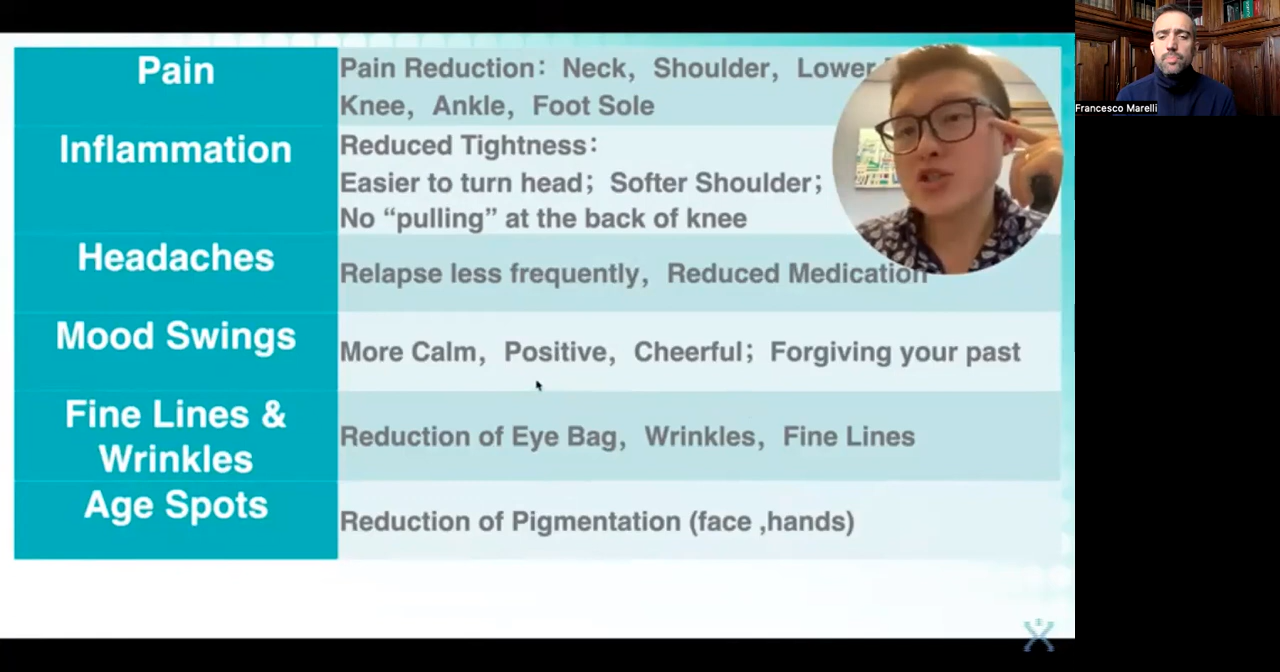 Pain
Pain Reduction： Neck, Shoulder, Lower
Knee, Ankle, Foot Sole
Inflammation
Reduced Tightness：
Easier to turn head； Softer Shoulder；
No “pulling” at the back of knee
Headaches
Relapse less frequently, Reduced Medication
Mood Swings
More Calm, Positive, Cheerful； Forgiving your past
Fine Lines &
Wrinkles
Reduction of Eye Bag, Wrinkles, Fine Lines
Age Spots
Reduction of Pigmentation (face ,hands)
Francesco Marelli